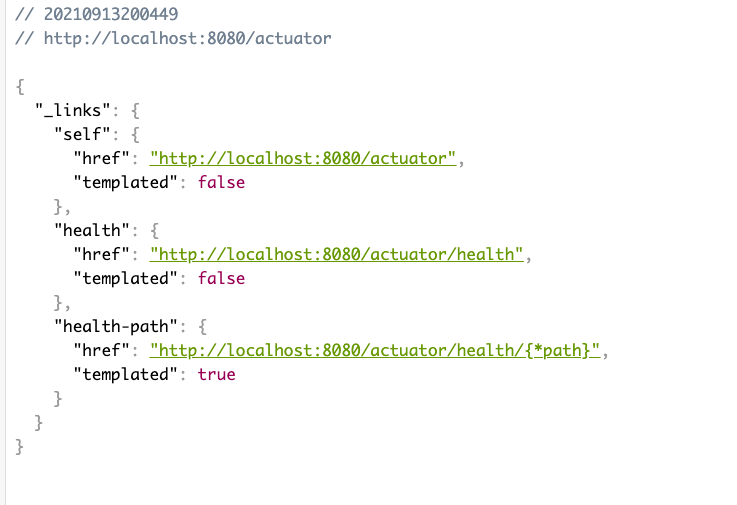 // 20210913200449
// http://localhost:8080/actuator
{
  "_links": {
    "self": {
      "href": "http://localhost:8080/actuator",
      "templated": false
    },
    "health": {
      "href": "http://localhost:8080/actuator/health",
      "templated": false
    },
    "health-path": {
      "href": "http://localhost:8080/actuator/health/{*path}",
      "templated": true
    }
  }
}